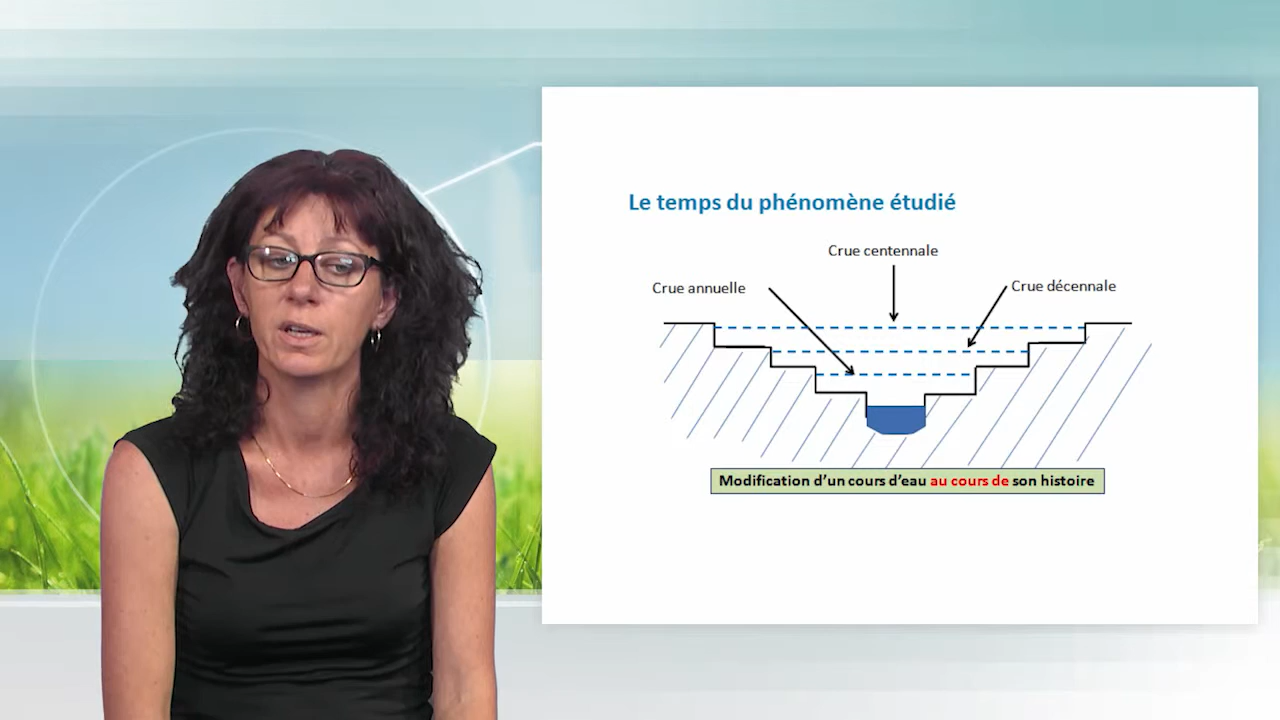 Le temps du phénomène étudié
Crue centennale
Crue annuelle
Crue décennale
Modification d'un cours d'eau au cours de son histoire